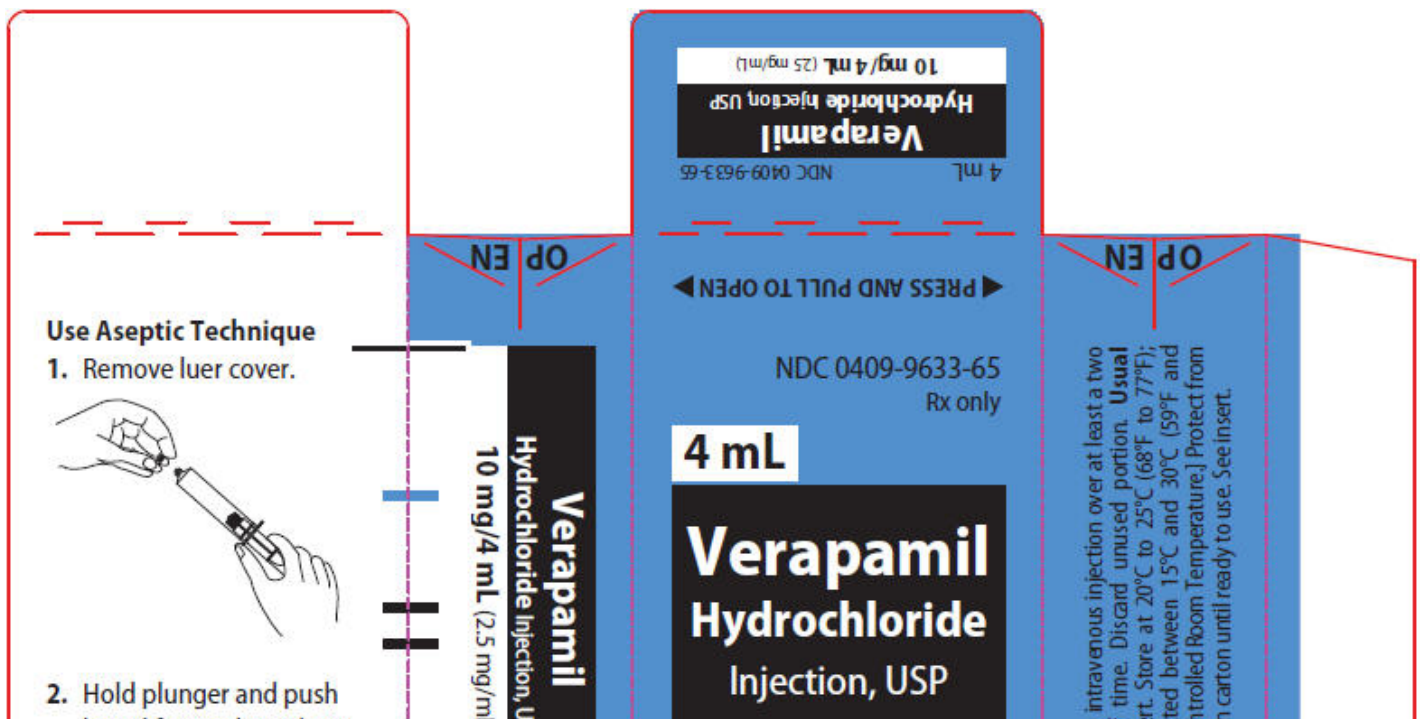 10 mg/4 mL (2.5 mg/mL)
Hydrochloride Injection, USP
Verapamil
4 mL NDC 0409-9633-65
OP EN
PRESS AND PULL TO OPEN
OP EN
Use Aseptic Technique
1. Remove luer cover.
2. Hold plunger and push
Verapamil
Hydrochloride Injection, U
10 mg/4 mL (2.5 mg/ml
NDC 0409-9633-65
Rx only
4 mL
Verapamil
Hydrochloride
Injection, USP
intravenous injection over at least a two
time. Discard unused portion. Usual
rt. Store at 20°C to 25°C (68°F to 77°F);
ted between 15°C and 30°C (59°F and
ntrolled Room Temperature.] Protect from
n carton until ready to use. See insert.